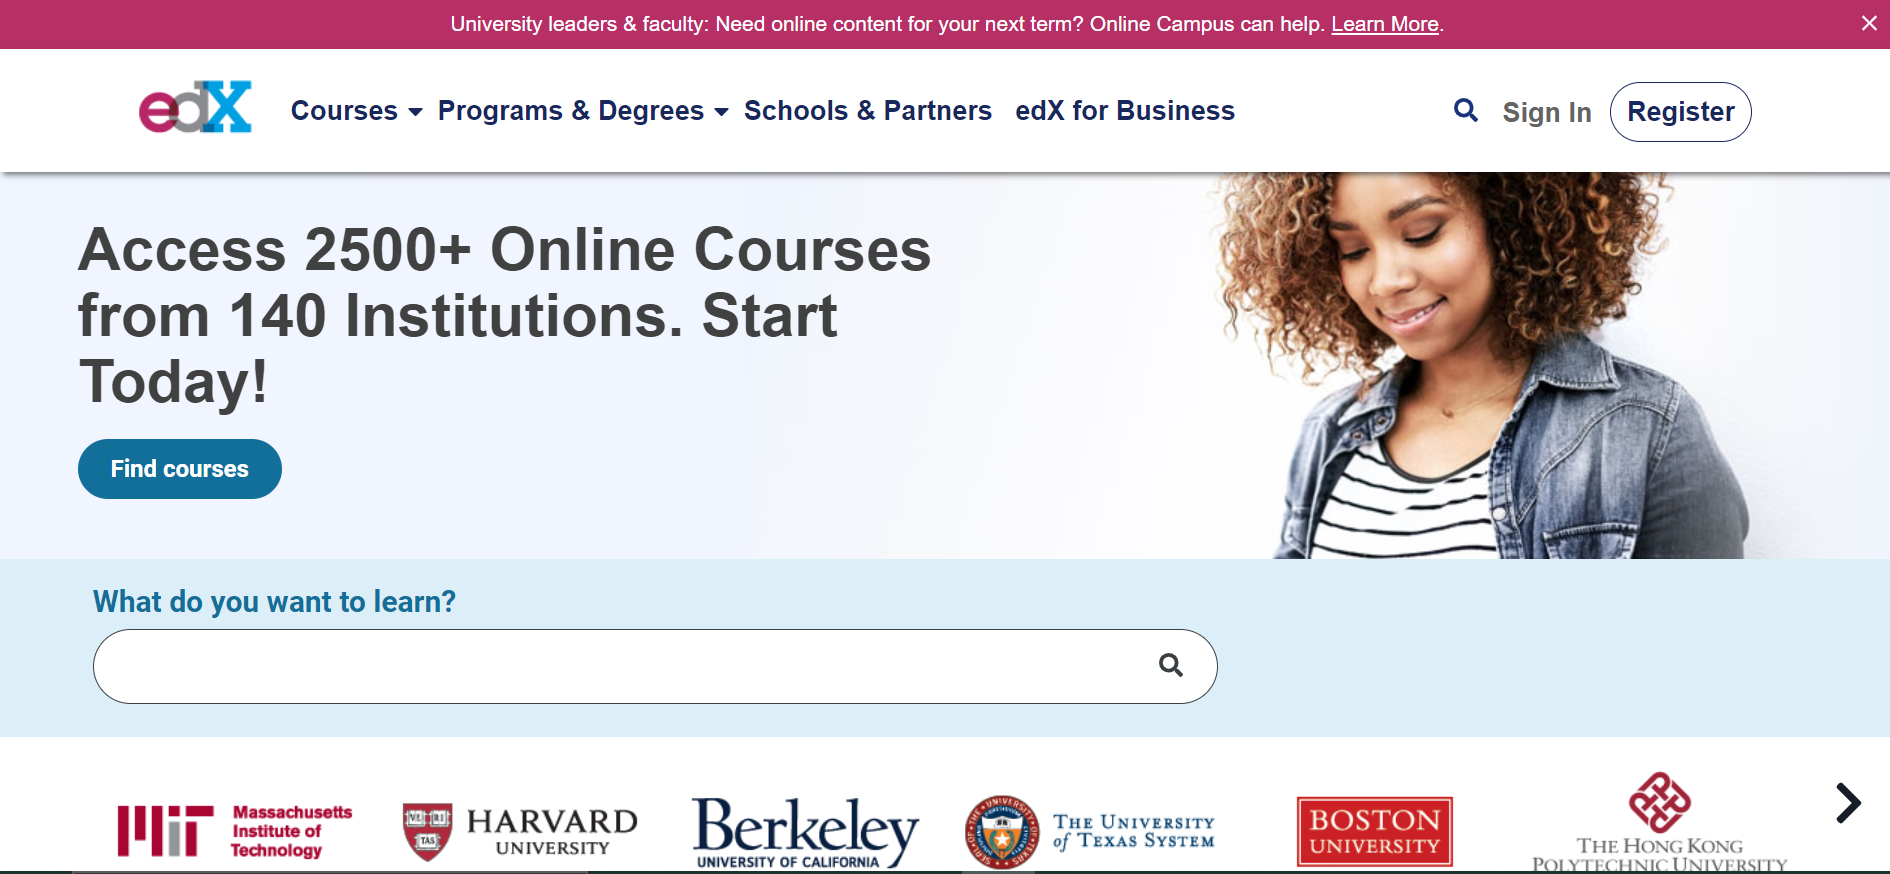 University leaders & faculty: Need online content for your next term? Online Campus can help. Learn More.
edX
Courses Programs & Degrees Schools & Partners edX for Business
Sign In Register
Access 2500+ Online Courses
from 140 Institutions. Start
Today!
Find courses
What do you want to learn?
MIT
Massachusetts
Institute of
Technology
VE RI
TAS
HARVARD
UNIVERSITY
Berkeley
UNIVERSITY OF CALIFORNIA
THE UNIVERSITY
of TEXAS SYSTEM
BOSTON
UNIVERSITY
THE HONG KONG
POLYTECHNIC UNIVERSITY